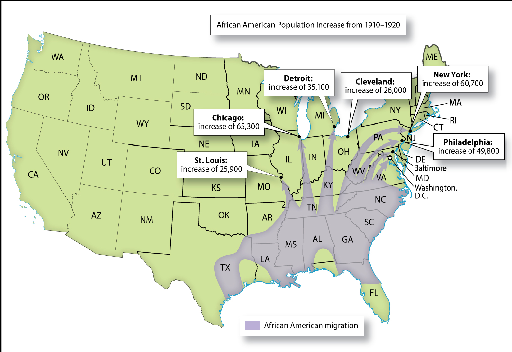 African American Population Increase from 1910–1920
WA
MT
ND
MN
OR
ID
SD
WI
MI
WY
NE
IA
NV
UT
CO
KS
MO
IL
IN
OH
CA
AZ
NM
OK
AR
KY
TN
WV
VA
NC
SC
TX
LA
MS
AL
GA
FL
PA
NJ
NY
ME
MA
RI
CT
DE
Baltimore
MD
Washington,
D.C.
Detroit:
increase of 35,100
Cleveland:
increase of 26,000
New York:
increase of 60,700
Chicago:
increase of 65,300
Philadelphia:
increase of 49,800
St. Louis:
increase of 25,900
African American migration